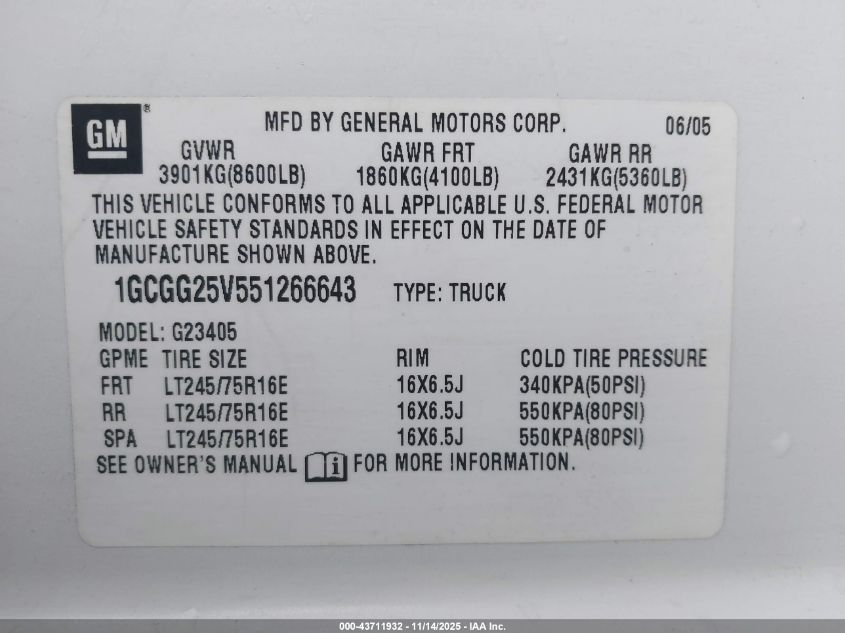 GM®
MFD BY GENERAL MOTORS CORP. 06/05
GVWR GAWR FRT GAWR RR
3901KG(8600LB) 1860KG(4100LB) 2431KG(5360LB)
THIS VEHICLE CONFORMS TO ALL APPLICABLE U.S. FEDERAL MOTOR
VEHICLE SAFETY STANDARDS IN EFFECT ON THE DATE OF
MANUFACTURE SHOWN ABOVE.
1GCGG25V551266643 TYPE: TRUCK
MODEL: G23405
GPME TIRE SIZE RIM COLD TIRE PRESSURE
FRT LT245/75R16E 16X6.5J 340KPA(50PSI)
RR LT245/75R16E 16X6.5J 550KPA(80PSI)
SPA LT245/75R16E 16X6.5J 550KPA(80PSI)
SEE OWNER'S MANUAL i FOR MORE INFORMATION.
000-43711932 - 11/14/2025 - IAA Inc.